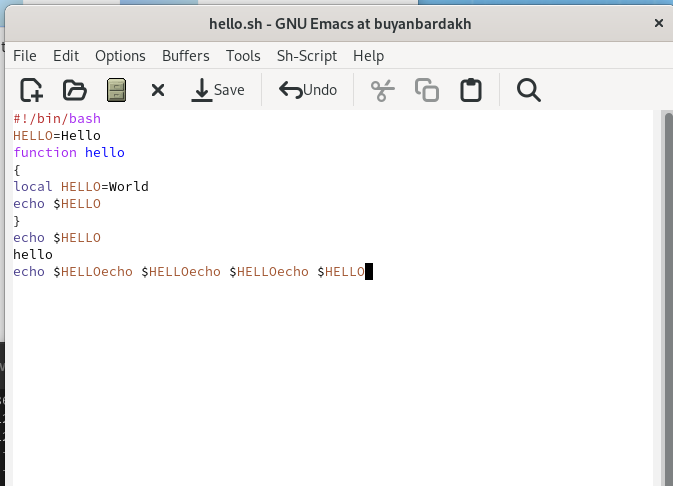 hello.sh - GNU Emacs at buyanbardakh
File Edit Options Buffers Tools Sh-Script Help
Save Undo
#!/bin/bash
HELLO=Hello
function hello
{
local HELLO=World
echo $HELLO
}
echo $HELLO
hello
echo $HELLOecho $HELLOecho $HELLOecho $HELLO